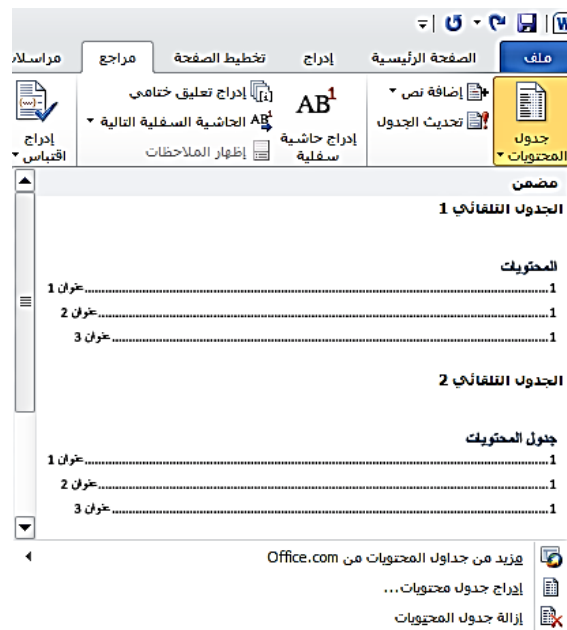 W
ملف الصفحة الرئيسية إدراج تخطيط الصفحة مراجع مراسلا
جدول المحتويات
إضافة نص
تحديث الجدول
AB1
إدراج حاشية سفلية
إدراج تعليق ختامي
الحاشية السفلية التالية
إظهار الملاحظات
إدراج اقتباس
مضمن
الجدول التلقائي 1
المحتويات
عنوان 1 1
عنوان 2 1
عنوان 3 1
الجدول التلقائي 2
جدول المحتويات
عنوان 1 1
عنوان 2 1
عنوان 3 1
مزيد من جداول المحتويات من Office.com
إدراج جدول محتويات...
إزالة جدول المحتويات